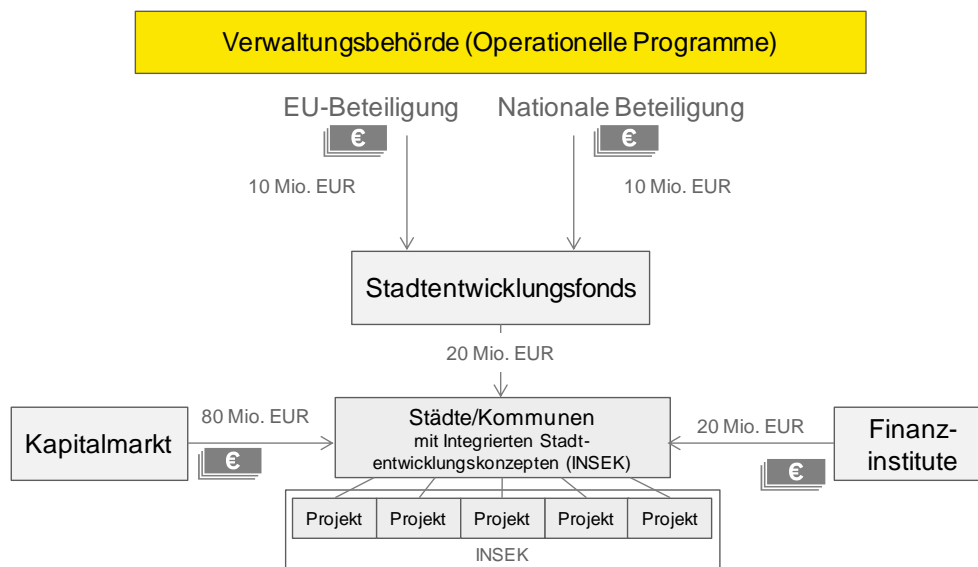 Verwaltungsbehörde (Operationelle Programme)
EU-Beteiligung
Nationale Beteiligung
€
€
10 Mio. EUR
10 Mio. EUR
Stadtentwicklungsfonds
20 Mio. EUR
Kapitalmarkt
80 Mio. EUR
€
Städte/Kommunen
mit Integrierten Stadt-
entwicklungskonzepten (INSEK)
20 Mio. EUR
€
Finanz-
institute
Projekt
Projekt
Projekt
Projekt
Projekt
INSEK